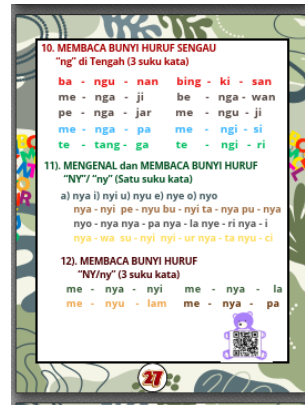 10. MEMBACA BUNYI HURUF SENGAU
"ng" di Tengah (3 suku kata)
ba - ngu - nan bing - ki - san
me - nga - ji be - nga - wan
pe - nga - jar me - ngu - ji
me - nga - pa me - ngi - si
te - tang - ga te - ngi - ri
11). MENGENAL dan MEMBACA BUNYI HURUF
"NY"/ "ny" (Satu suku kata)
a) nya i) nyi u) nyu e) nye o) nyo
nya - nyi pe - nyu bu - nyi ta - nya pu - nya
nyo - nya nya - pa nya - la nye - ri nya - i
nya - wa su - nyi nyi - ur nya - ta nyu - ci
12). MEMBACA BUNYI HURUF
"NY/ny" (3 suku kata)
me - nya - nyi me - nya - la
me - nyu - lam me - nya - pa
27